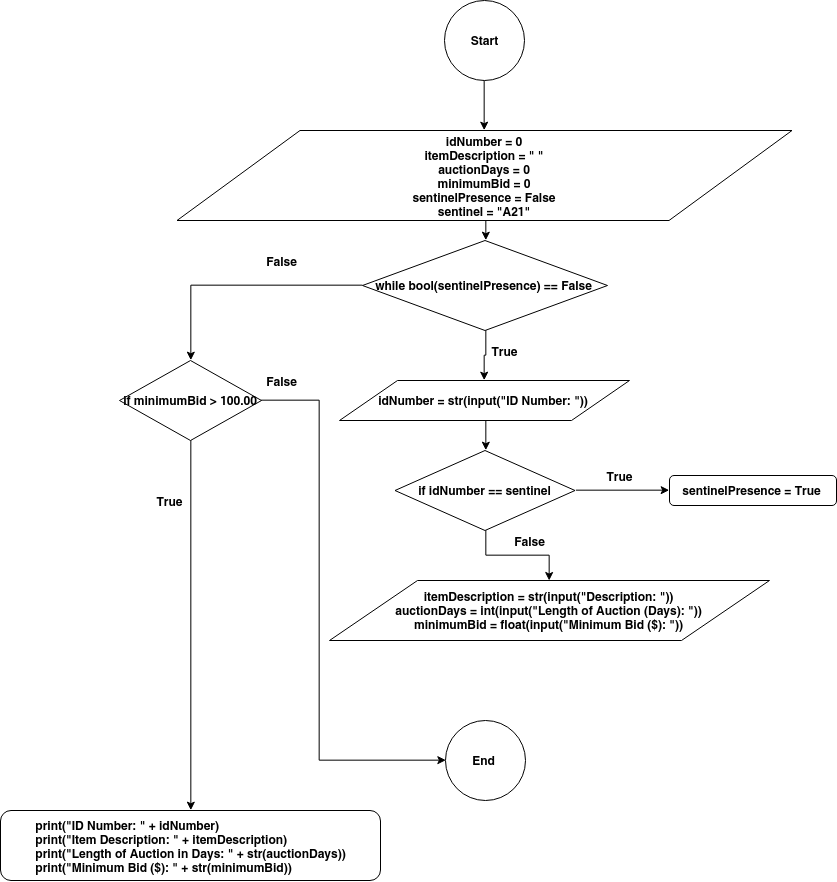 Start
idNumber = 0
itemDescription = " "
auctionDays = 0
minimumBid = 0
sentinelPresence = False
sentinel = "A21"
False
while bool(sentinelPresence) == False
True
if minimumBid > 100.00
False
idNumber = str(input("ID Number: "))
if idNumber == sentinel
True
sentinelPresence = True
True
False
itemDescription = str(input("Description: "))
auctionDays = int(input("Length of Auction (Days): "))
minimumBid = float(input("Minimum Bid ($): "))
End
print("ID Number: " + idNumber)
print("Item Description: " + itemDescription)
print("Length of Auction in Days: " + str(auctionDays))
print("Minimum Bid ($): " + str(minimumBid))